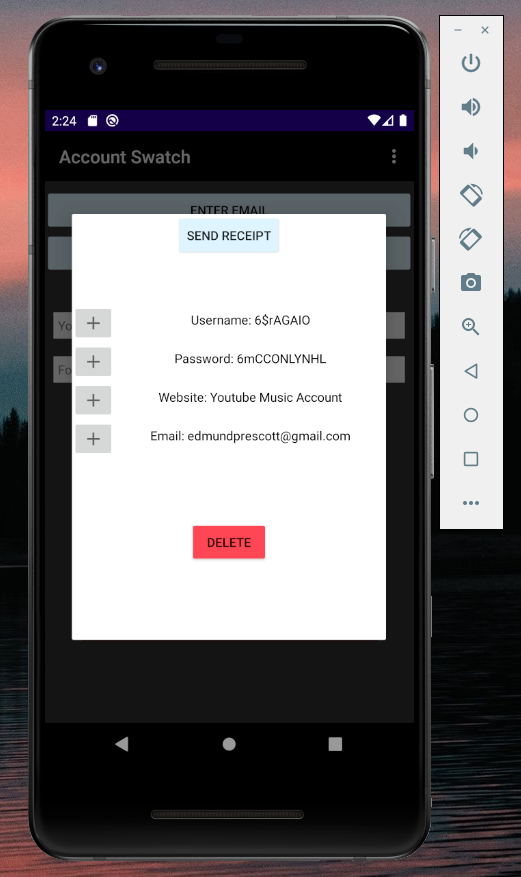 2:24
Account Swatch
ENTER EMAIL
SEND RECEIPT
Yo
Username: 6$rAGAIO
Password: 6mCCONLYNHL
Fo
Website: Youtube Music Account
Email: edmundprescott@gmail.com
DELETE